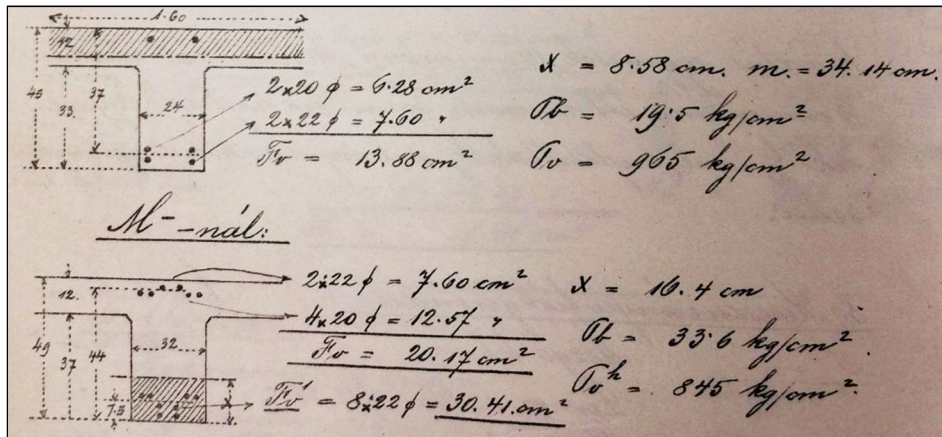 1.60
12
45
37
33.
24
2×20 ϕ = 6.28 cm²
2×22 ϕ = 7.60 "
Fv = 13.88 cm²
x = 8.58 cm. m. = 34.14 cm.
σb = 19.5 kg/cm²
σv = 965 kg/cm²
M⁻ -nál:
12.
49
37
44
32
7.5
2×22 ϕ = 7.60 cm²
4×20 ϕ = 12.57 "
Fv = 20.17 cm²
Fv' = 8×22 ϕ = 30.41 cm²
x = 16.4 cm
σb = 33.6 kg/cm²
σvʰ = 845 kg/cm²